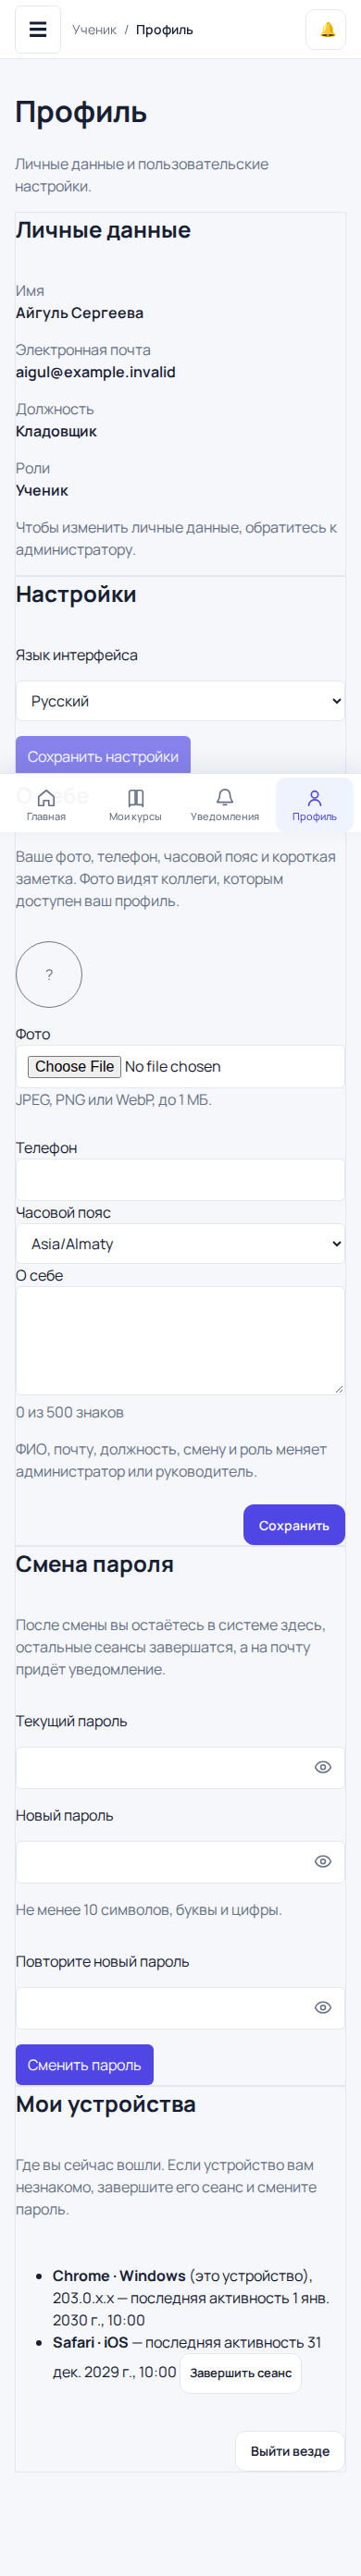 Ученик / Профиль
Профиль
Личные данные и пользовательские
настройки.
Личные данные
Имя
Айгуль Сергеева
Электронная почта
aigul@example.invalid
Должность
Кладовщик
Роли
Ученик
Чтобы изменить личные данные, обратитесь к
администратору.
Настройки
Язык интерфейса
Русский
Сохранить настройки
О себе
Главная
Мои курсы
Уведомления
Профиль
Ваше фото, телефон, часовой пояс и короткая
заметка. Фото видят коллеги, которым
доступен ваш профиль.
?
Фото
Choose File No file chosen
JPEG, PNG или WebP, до 1 МБ.
Телефон
Часовой пояс
Asia/Almaty
О себе
0 из 500 знаков
ФИО, почту, должность, смену и роль меняет
администратор или руководитель.
Сохранить
Смена пароля
После смены вы остаётесь в системе здесь,
остальные сеансы завершатся, а на почту
придёт уведомление.
Текущий пароль
Новый пароль
Не менее 10 символов, буквы и цифры.
Повторите новый пароль
Сменить пароль
Мои устройства
Где вы сейчас вошли. Если устройство вам
незнакомо, завершите его сеанс и смените
пароль.
Chrome · Windows (это устройство),
203.0.x.x — последняя активность 1 янв.
2030 г., 10:00
Safari · iOS — последняя активность 31
дек. 2029 г., 10:00 Завершить сеанс
Выйти везде